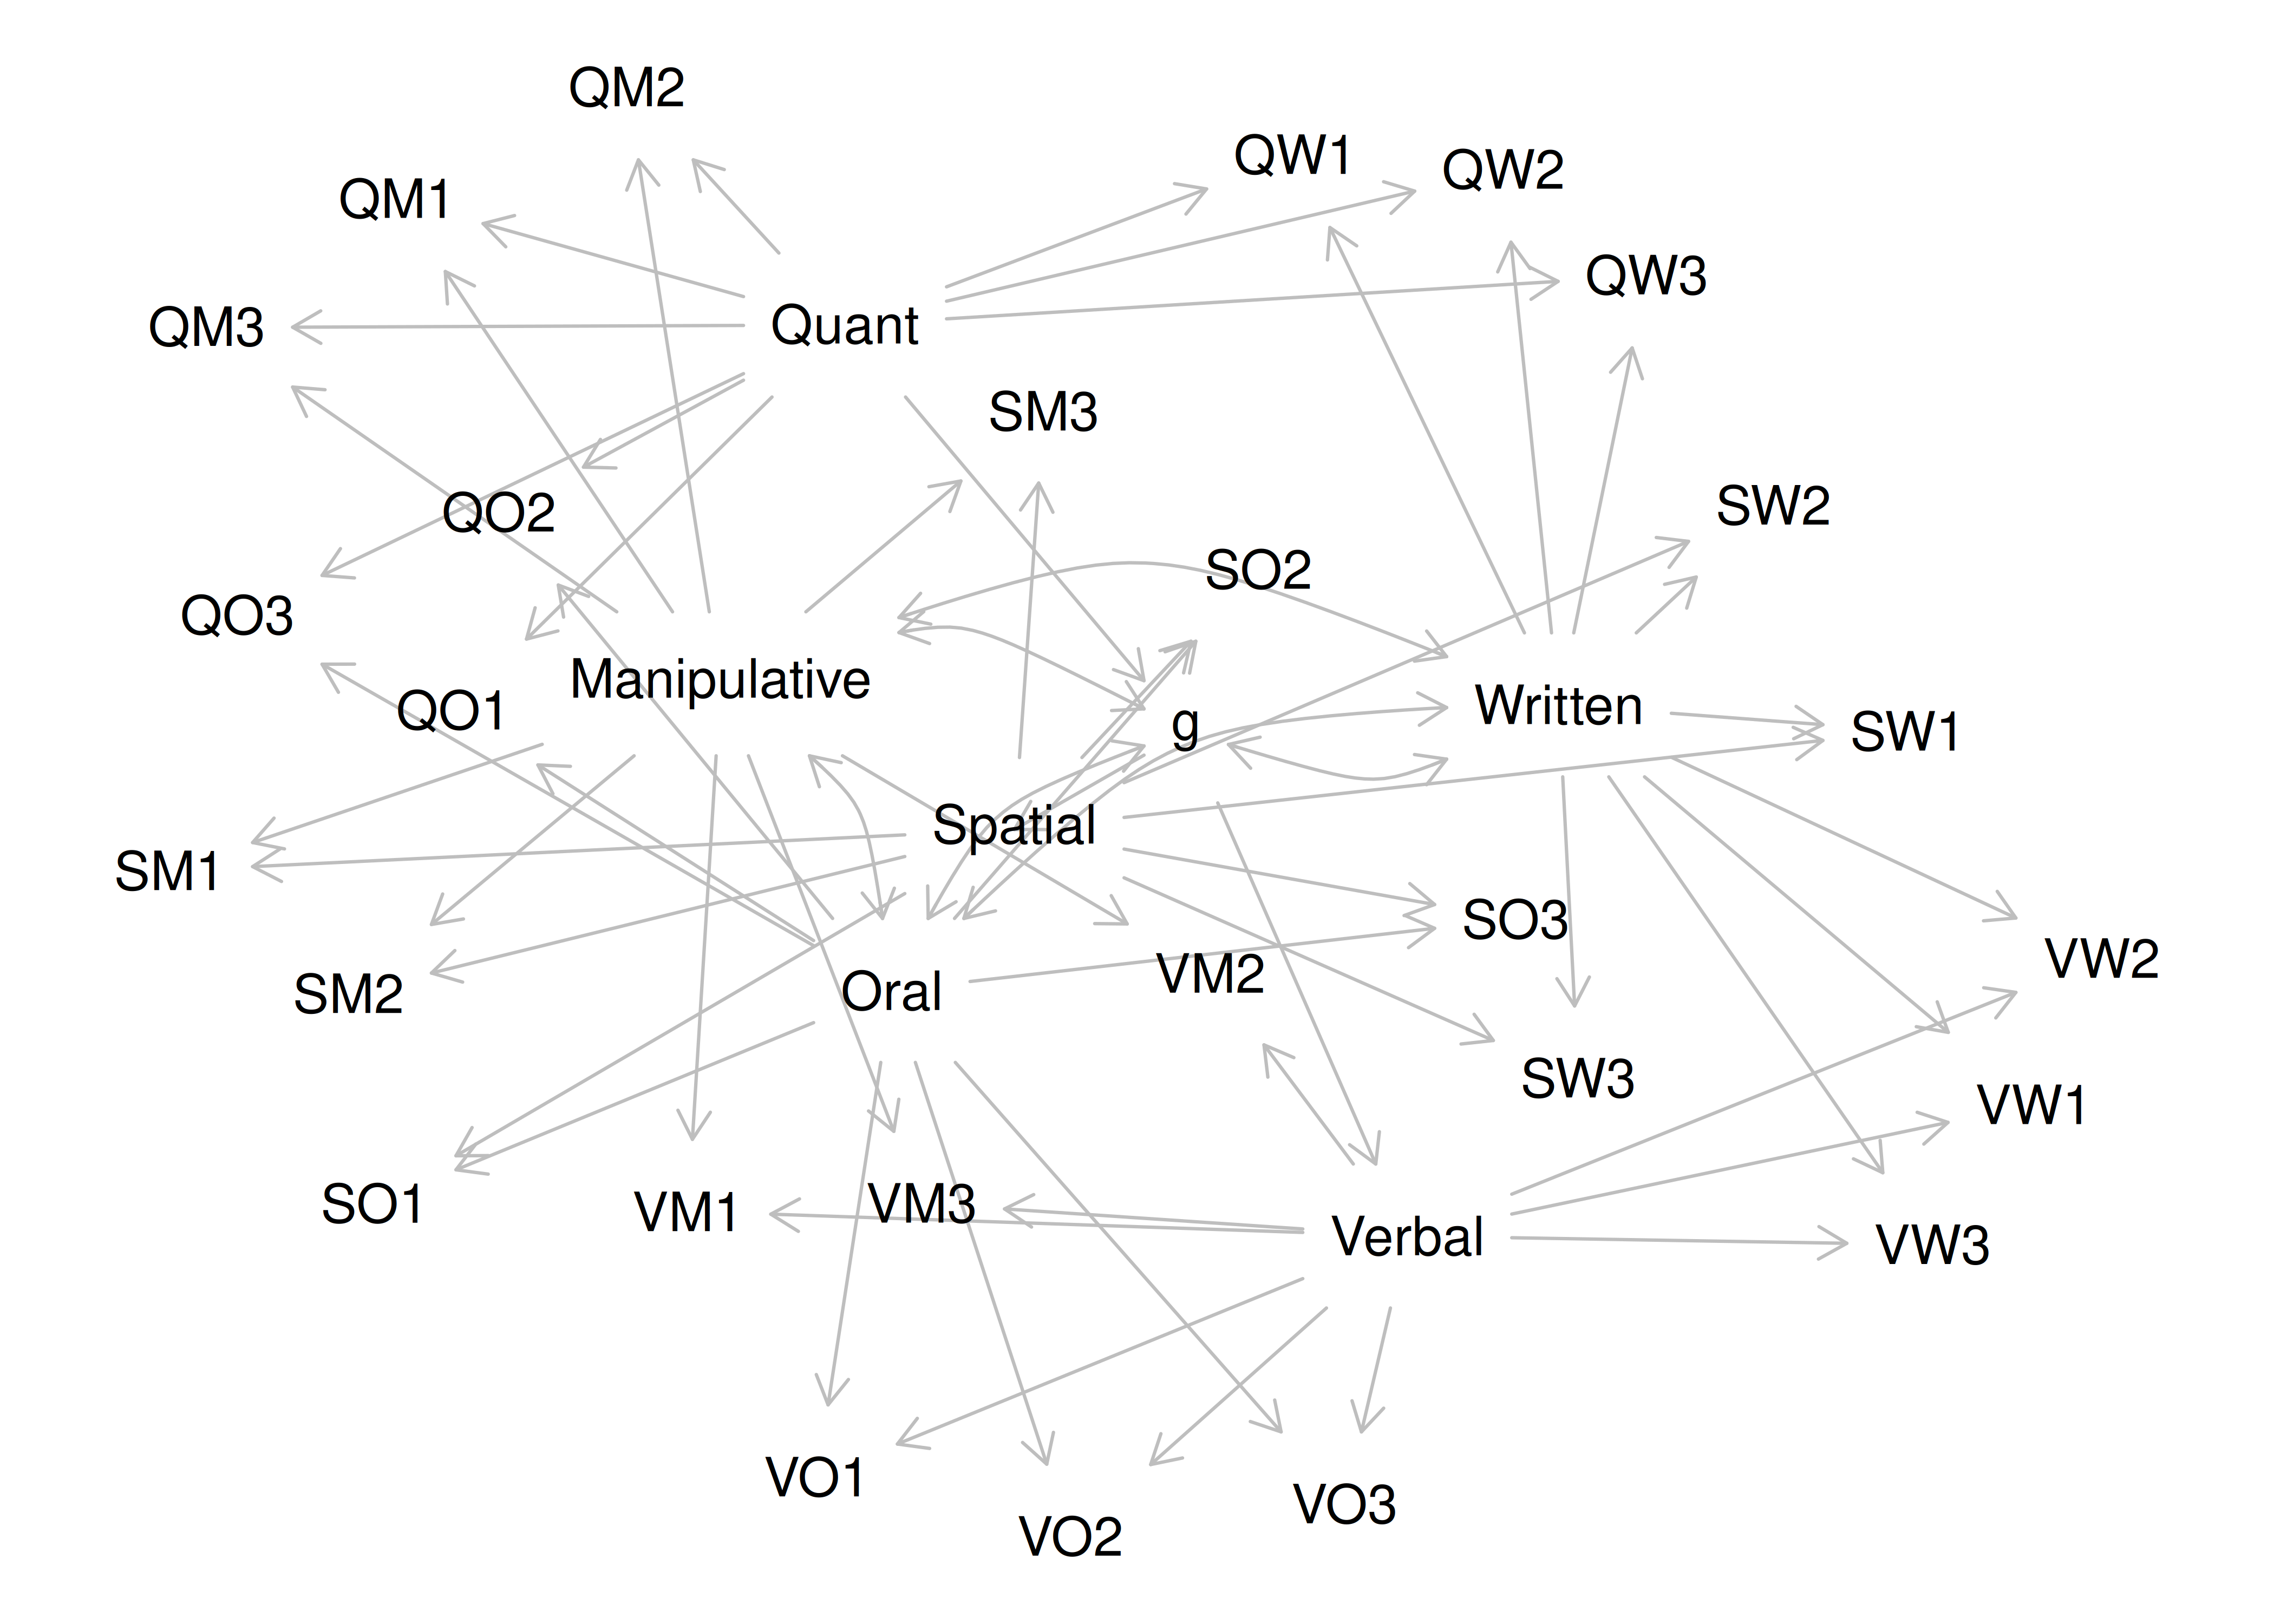 QM2
QW1
QW2
QM1
QW3
QM3
Quant
SM3
SW2
QO2
SO2
QO3
Manipulative
QO1
Written
g
SW1
Spatial
SM1
SO3
VM2
VW2
SM2
Oral
SW3
VW1
SO1
VM1
VM3
Verbal
VW3
VO1
VO3
VO2